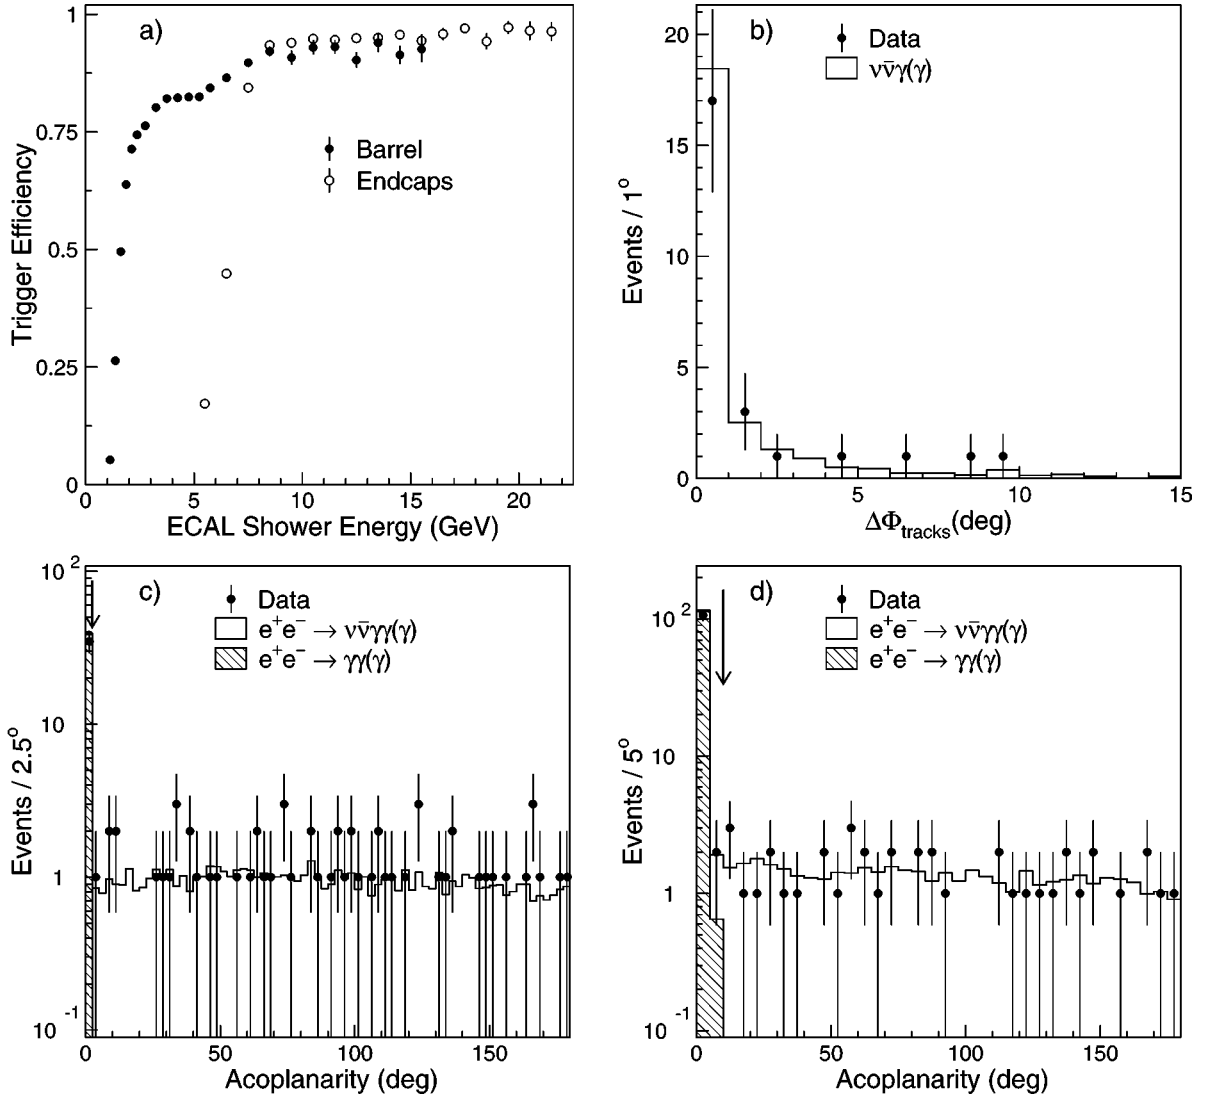 a)
Trigger Efficiency
1
0.75
0.5
0.25
0
Barrel
Endcaps
0 5 10 15 20
ECAL Shower Energy (GeV)
b)
Events / 1°
20
15
10
5
0
Data
νν̄γ(γ)
0 5 10 15
ΔΦtracks(deg)
c)
Events / 2.5°
10²
10
1
10⁻¹
Data
e⁺e⁻ → νν̄γγ(γ)
e⁺e⁻ → γγ(γ)
0 50 100 150
Acoplanarity (deg)
d)
Events / 5°
10²
10
1
10⁻¹
Data
e⁺e⁻ → νν̄γγ(γ)
e⁺e⁻ → γγ(γ)
0 50 100 150
Acoplanarity (deg)